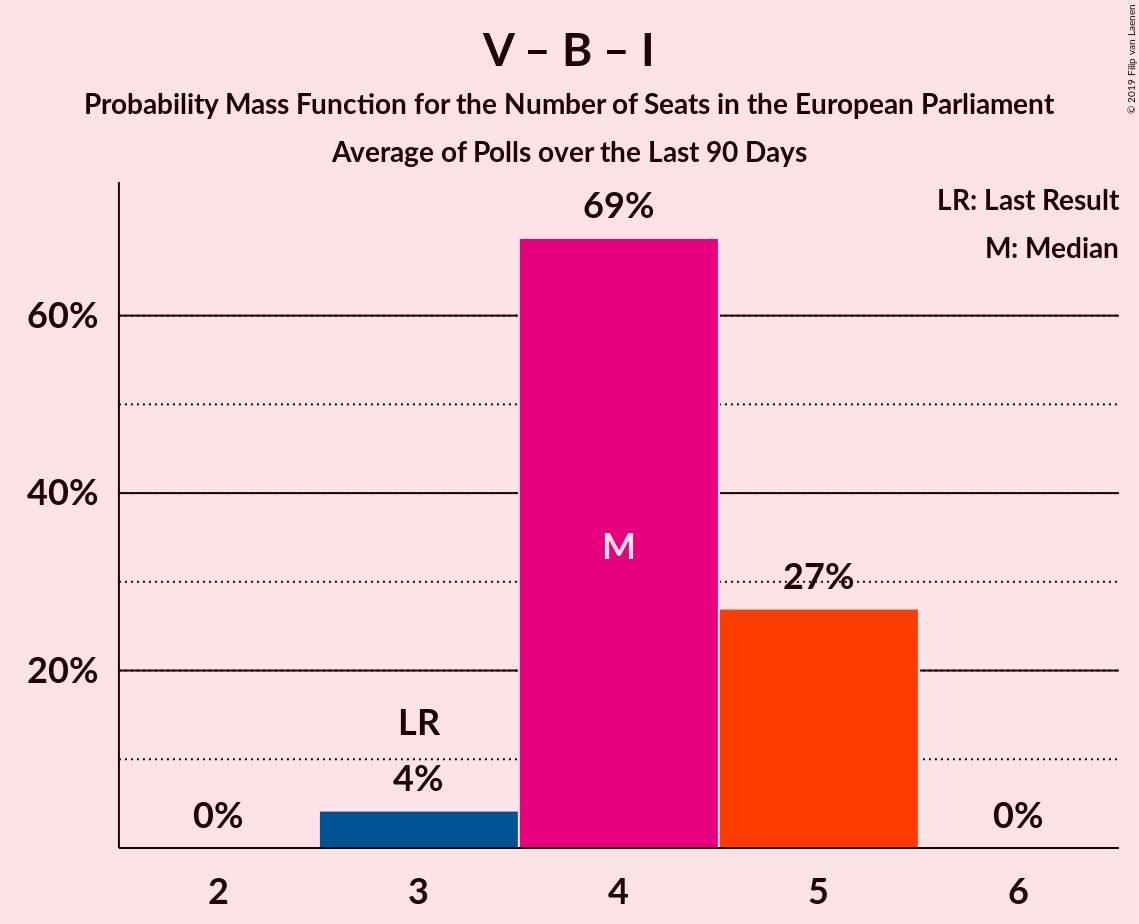 V – B – I
Probability Mass Function for the Number of Seats in the European Parliament
Average of Polls over the Last 90 Days
© 2019 Filip van Laenen
LR: Last Result
M: Median
69%
60%
40%
20%
M
27%
LR
4%
0%
0%
2
3
4
5
6